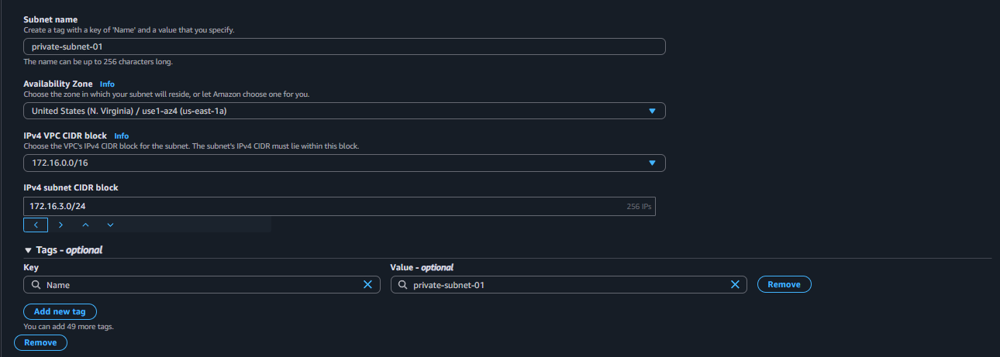 Subnet name
Create a tag with a key of 'Name' and a value that you specify.
private-subnet-01
The name can be up to 256 characters long.
Availability Zone Info
Choose the zone in which your subnet will reside, or let Amazon choose one for you.
United States (N. Virginia) / use1-az4 (us-east-1a)
IPv4 VPC CIDR block Info
Choose the VPC's IPv4 CIDR block for the subnet. The subnet's IPv4 CIDR must lie within this block.
172.16.0.0/16
IPv4 subnet CIDR block
172.16.3.0/24 256 IPs
Tags - optional
Key Value - optional
Name private-subnet-01 Remove
Add new tag
You can add 49 more tags.
Remove